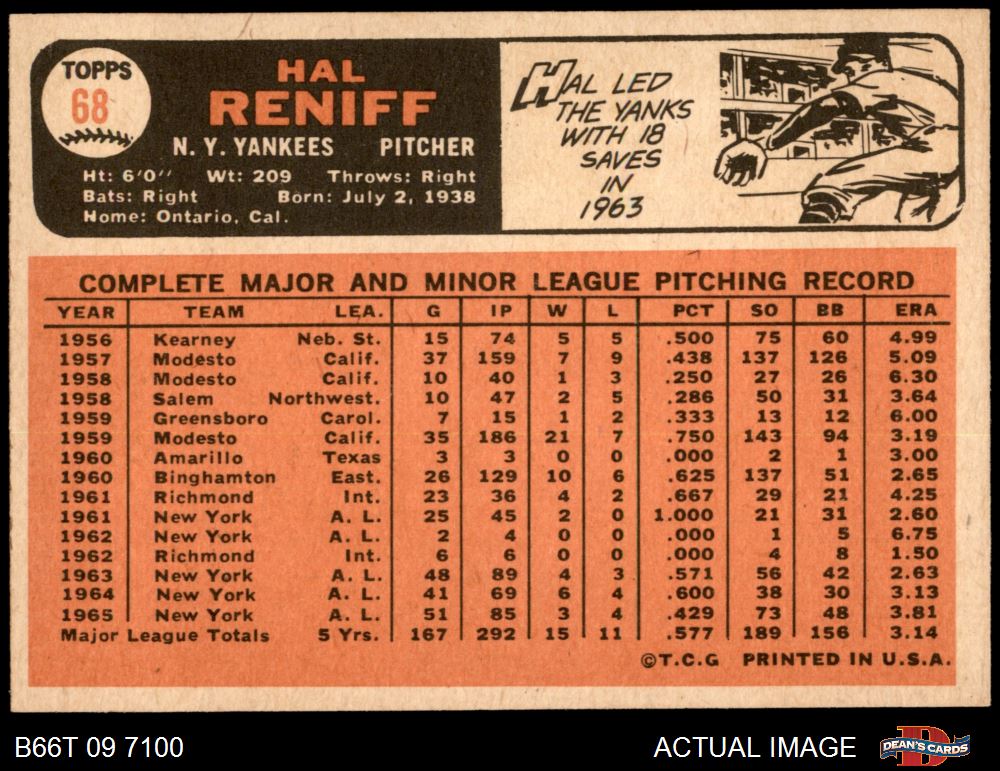 TOPPS
68
HAL
RENIFF
N. Y. YANKEES PITCHER
Ht: 6'0'' Wt: 209 Throws: Right
Bats: Right Born: July 2, 1938
Home: Ontario, Cal.
HAL LED
THE YANKS
WITH 18
SAVES
IN
1963
COMPLETE MAJOR AND MINOR LEAGUE PITCHING RECORD
YEAR TEAM LEA. G IP W L PCT SO BB ERA
1956 Kearney Neb. St. 15 74 5 5 .500 75 60 4.99
1957 Modesto Calif. 37 159 7 9 .438 137 126 5.09
1958 Modesto Calif. 10 40 1 3 .250 27 26 6.30
1958 Salem Northwest. 10 47 2 5 .286 50 31 3.64
1959 Greensboro Carol. 7 15 1 2 .333 13 12 6.00
1959 Modesto Calif. 35 186 21 7 .750 143 94 3.19
1960 Amarillo Texas 3 3 0 0 .000 2 1 3.00
1960 Binghamton East. 26 129 10 6 .625 137 51 2.65
1961 Richmond Int. 23 36 4 2 .667 29 21 4.25
1961 New York A. L. 25 45 2 0 1.000 21 31 2.60
1962 New York A. L. 2 4 0 0 .000 1 5 6.75
1962 Richmond Int. 6 6 0 0 .000 4 8 1.50
1963 New York A. L. 48 89 4 3 .571 56 42 2.63
1964 New York A. L. 41 69 6 4 .600 38 30 3.13
1965 New York A. L. 51 85 3 4 .429 73 48 3.81
Major League Totals 5 Yrs. 167 292 15 11 .577 189 156 3.14
©T.C.G PRINTED IN U.S.A.
B66T 09 7100 ACTUAL IMAGE DEAN'S CARDS